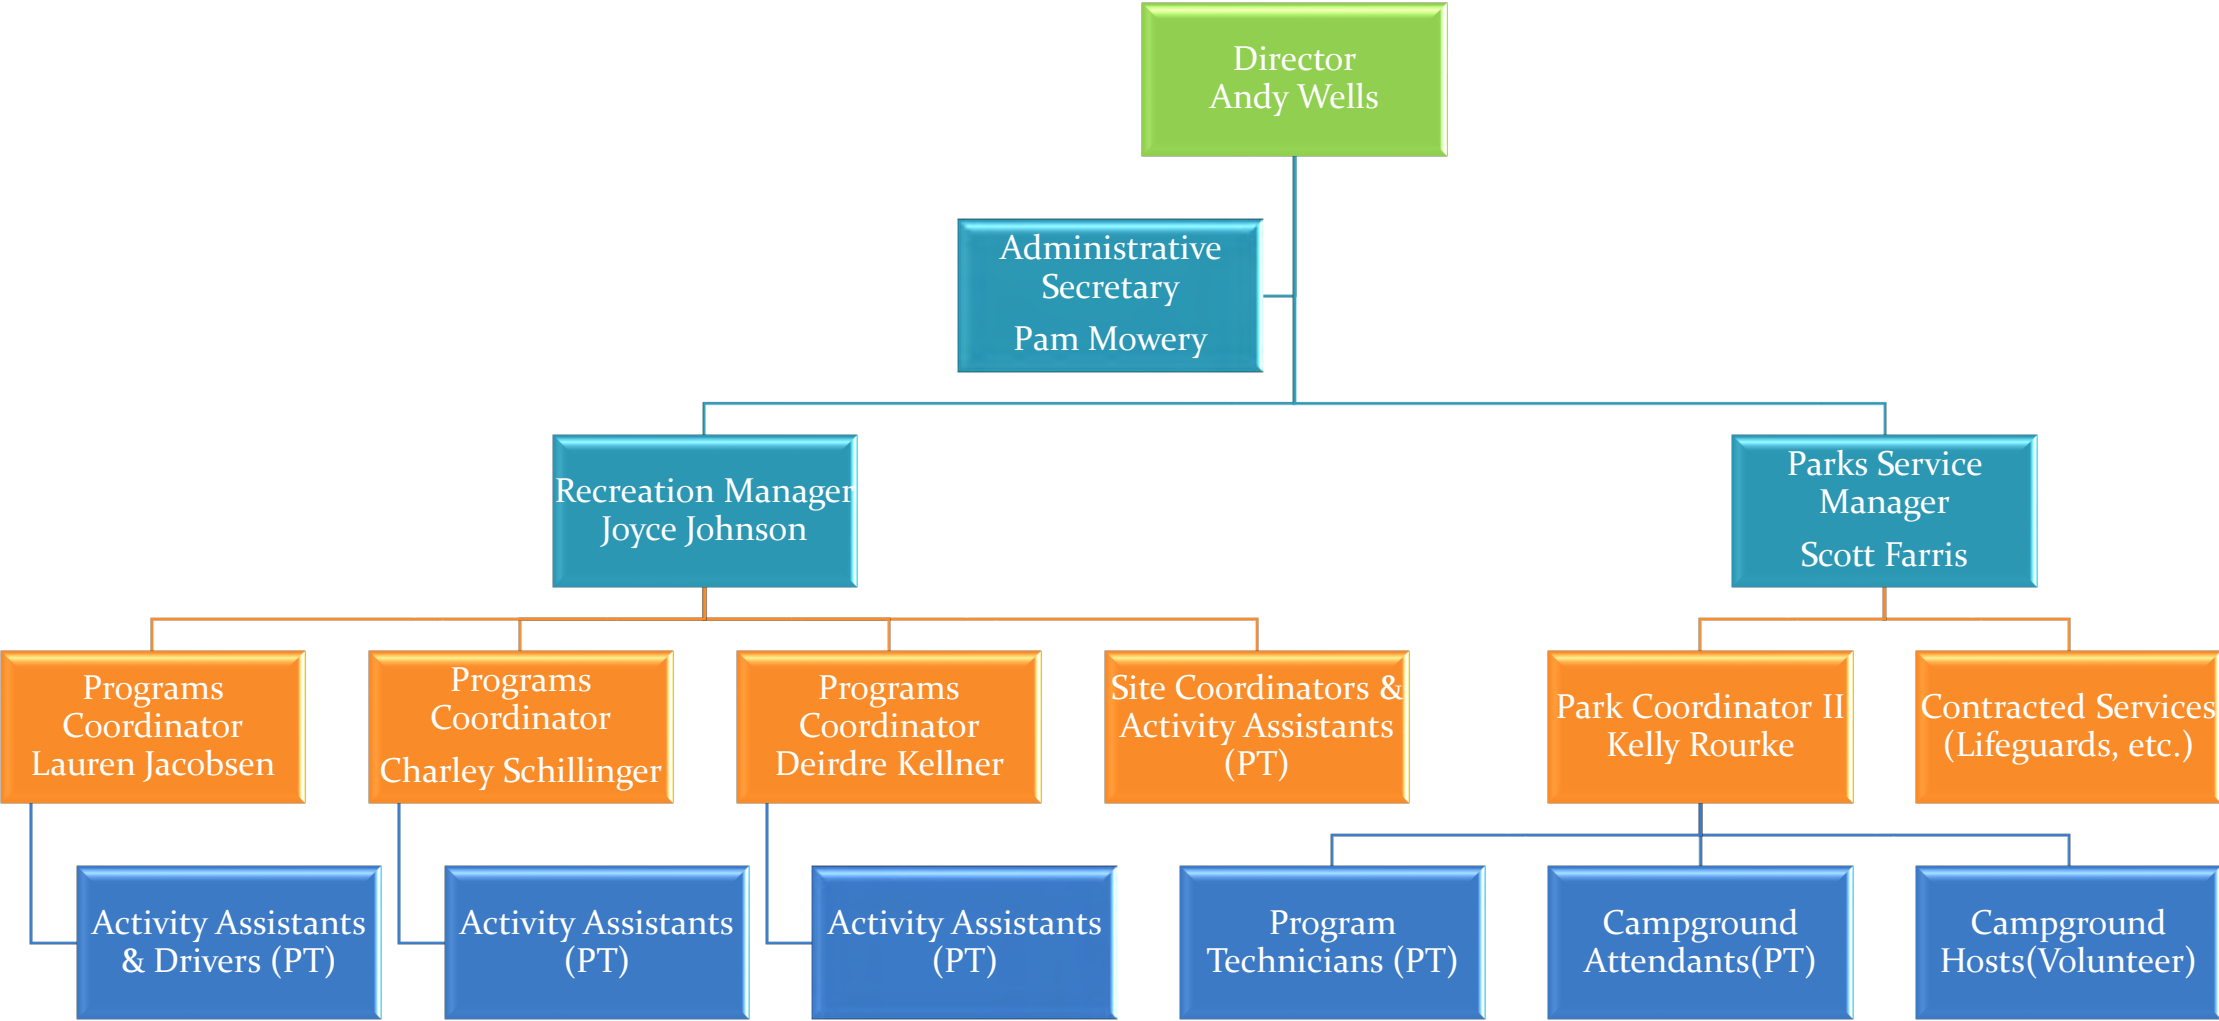 Director
Andy Wells
Administrative
Secretary
Pam Mowery
Recreation Manager
Joyce Johnson
Parks Service
Manager
Scott Farris
Programs
Coordinator
Lauren Jacobsen
Programs
Coordinator
Charley Schillinger
Programs
Coordinator
Deirdre Kellner
Site Coordinators &
Activity Assistants
(PT)
Park Coordinator II
Kelly Rourke
Contracted Services
(Lifeguards, etc.)
Activity Assistants
& Drivers (PT)
Activity Assistants
(PT)
Activity Assistants
(PT)
Program
Technicians (PT)
Campground
Attendants(PT)
Campground
Hosts(Volunteer)